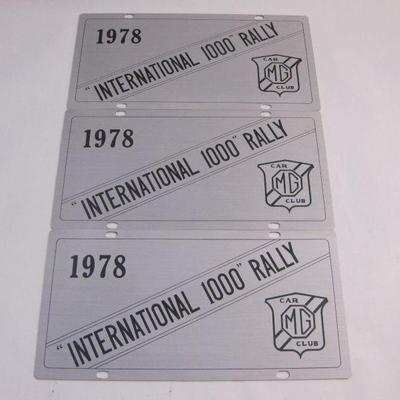 1978
"INTERNATIONAL 1000" RALLY
CAR
MG
CLUB
1978
"INTERNATIONAL 1000" RALLY
CAR
MG
CLUB
1978
"INTERNATIONAL 1000" RALLY
CAR
MG
CLUB